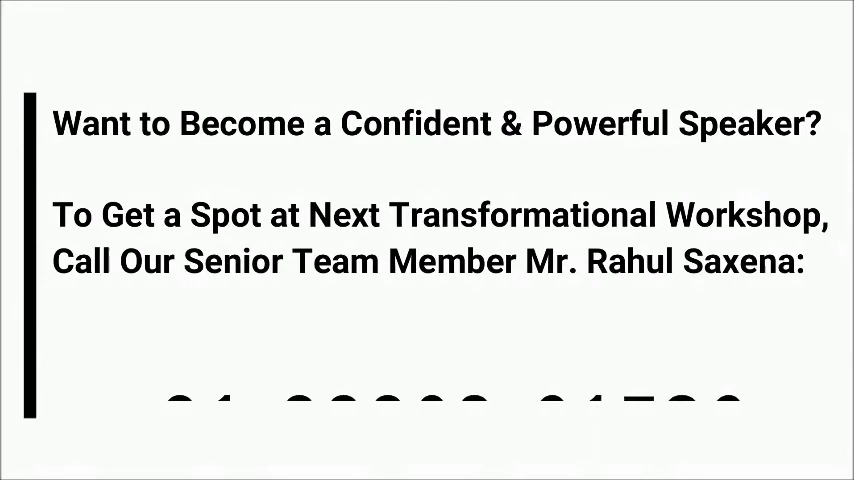 Want to Become a Confident & Powerful Speaker?
To Get a Spot at Next Transformational Workshop,
Call Our Senior Team Member Mr. Rahul Saxena: